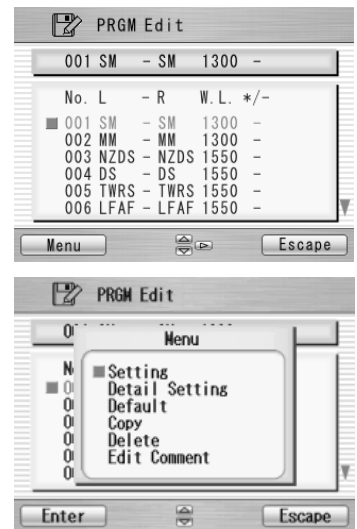 PRGM Edit
001 SM - SM 1300 -
No. L - R W.L. */-
001 SM - SM 1300 -
002 MM - MM 1300 -
003 NZDS - NZDS 1550 -
004 DS - DS 1550 -
005 TWRS - TWRS 1550 -
006 LFAF - LFAF 1550 -
Menu Escape
PRGM Edit
Menu
Setting
Detail Setting
Default
Copy
Delete
Edit Comment
Enter Escape